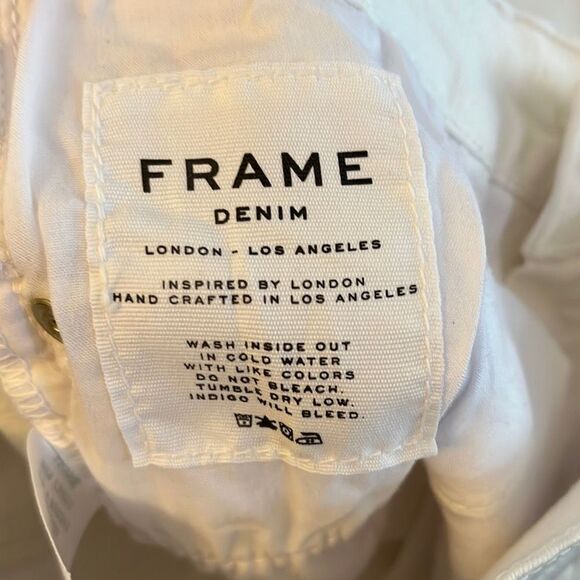 FRAME
DENIM
LONDON - LOS ANGELES
INSPIRED BY LONDON
HAND CRAFTED IN LOS ANGELES
WASH INSIDE OUT
IN COLD WATER
WITH LIKE COLORS
DO NOT BLEACH.
TUMBLE DRY LOW.
INDIGO WILL BLEED.